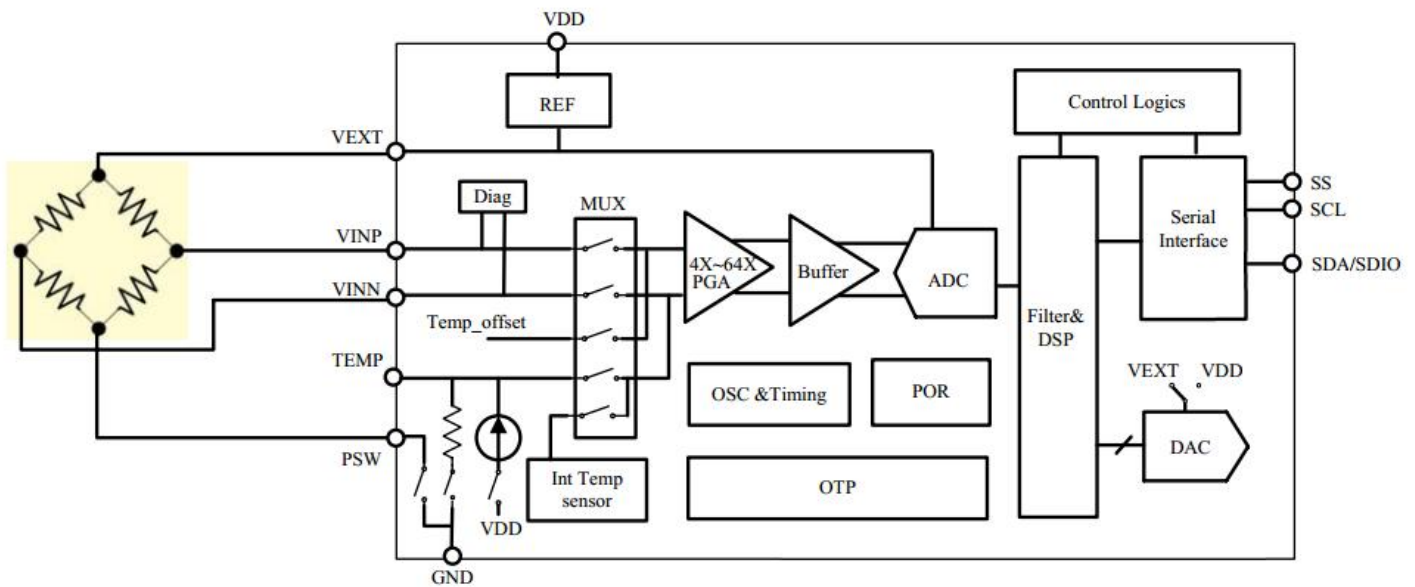 VDD
REF
Control Logics
VEXT
Diag
MUX
SS
SCL
VINP
4X~64X
PGA
Buffer
ADC
Serial
Interface
SDA/SDIO
VINN
Temp_offset
Filter&
DSP
TEMP
VEXT VDD
OSC &Timing
POR
PSW
DAC
Int Temp
sensor
OTP
VDD
GND